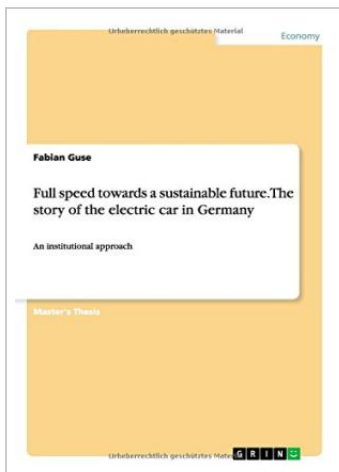 Urheberrechtlich geschütztes Material
Economy
Fabian Guse
Full speed towards a sustainable future.The
story of the electric car in Germany
An institutional approach
Master's Thesis
GRIN
Urheberrechtlich geschütztes